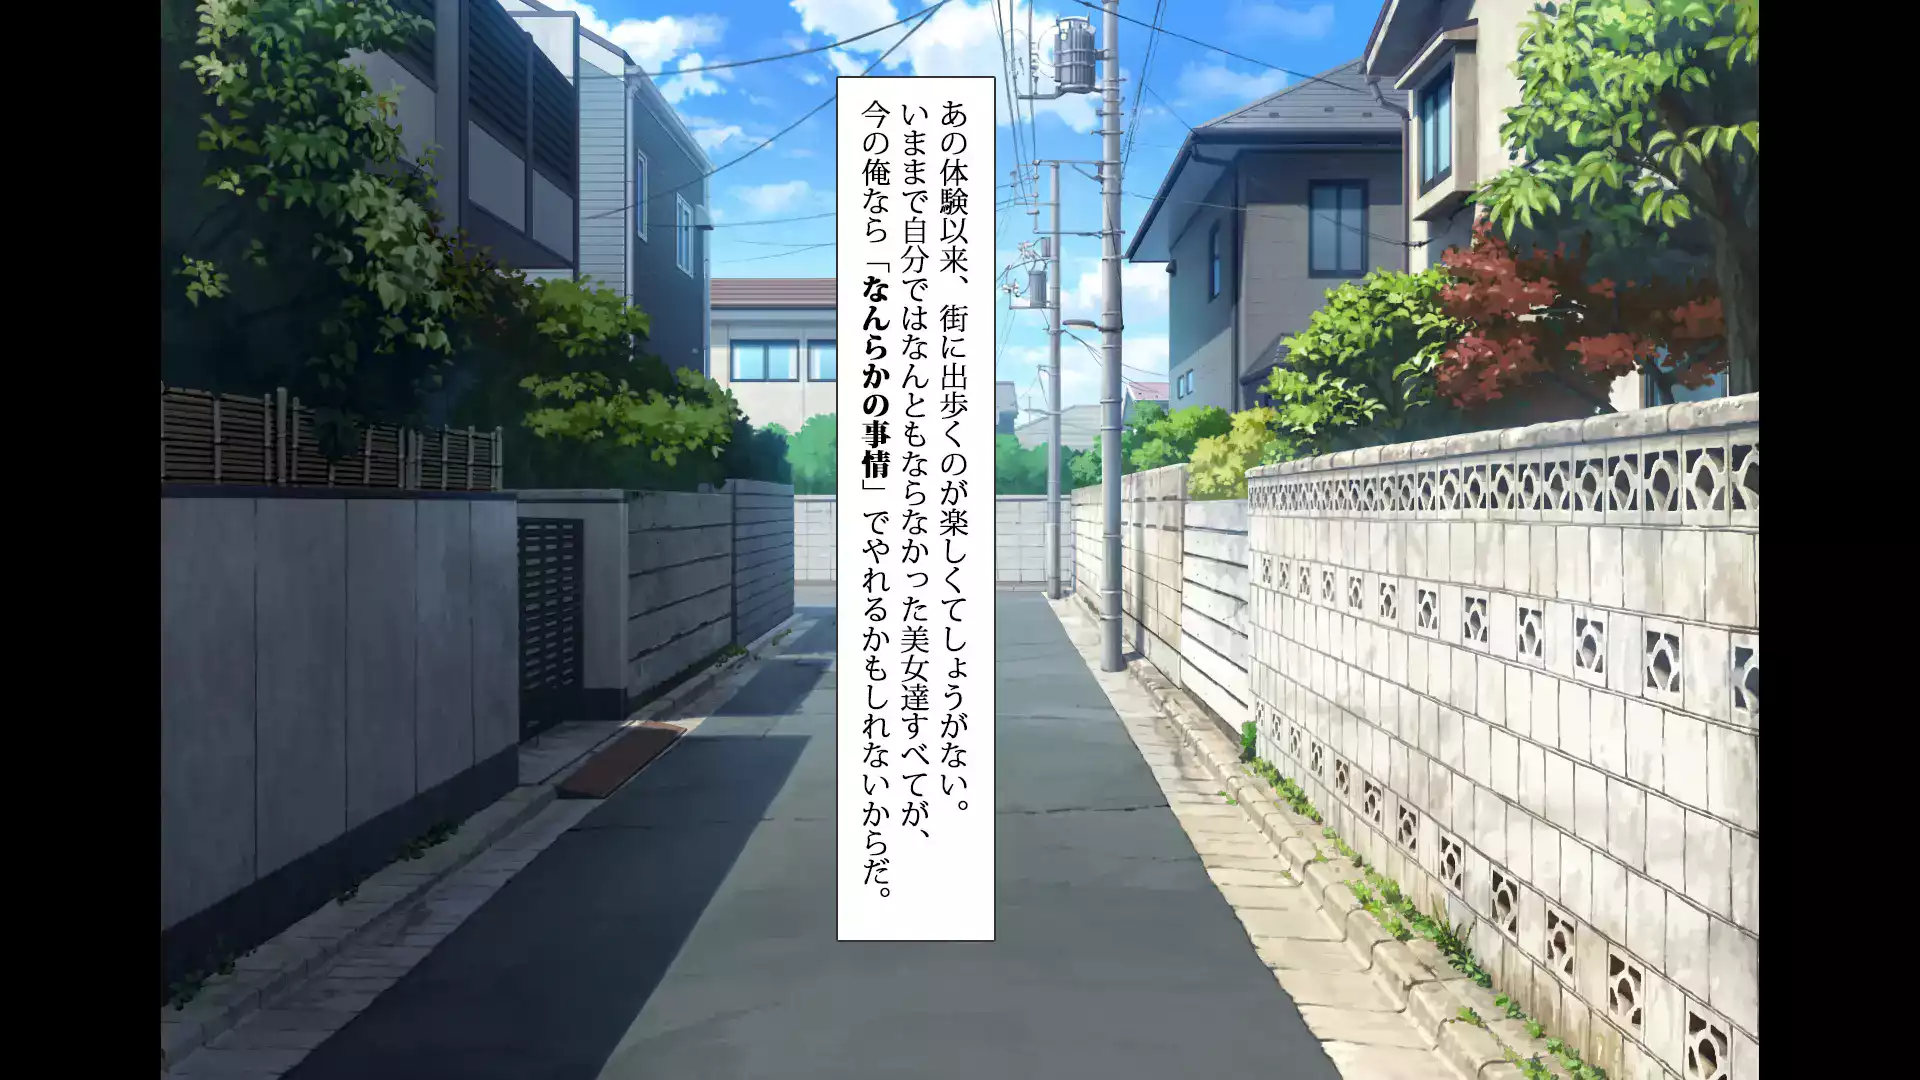 あの体験以来、街に出歩くのが楽しくてしょうがない。
いままで自分ではなんともならなかった美女達すべてが、
今の俺なら「なんらかの事情」でやれるかもしれないからだ。